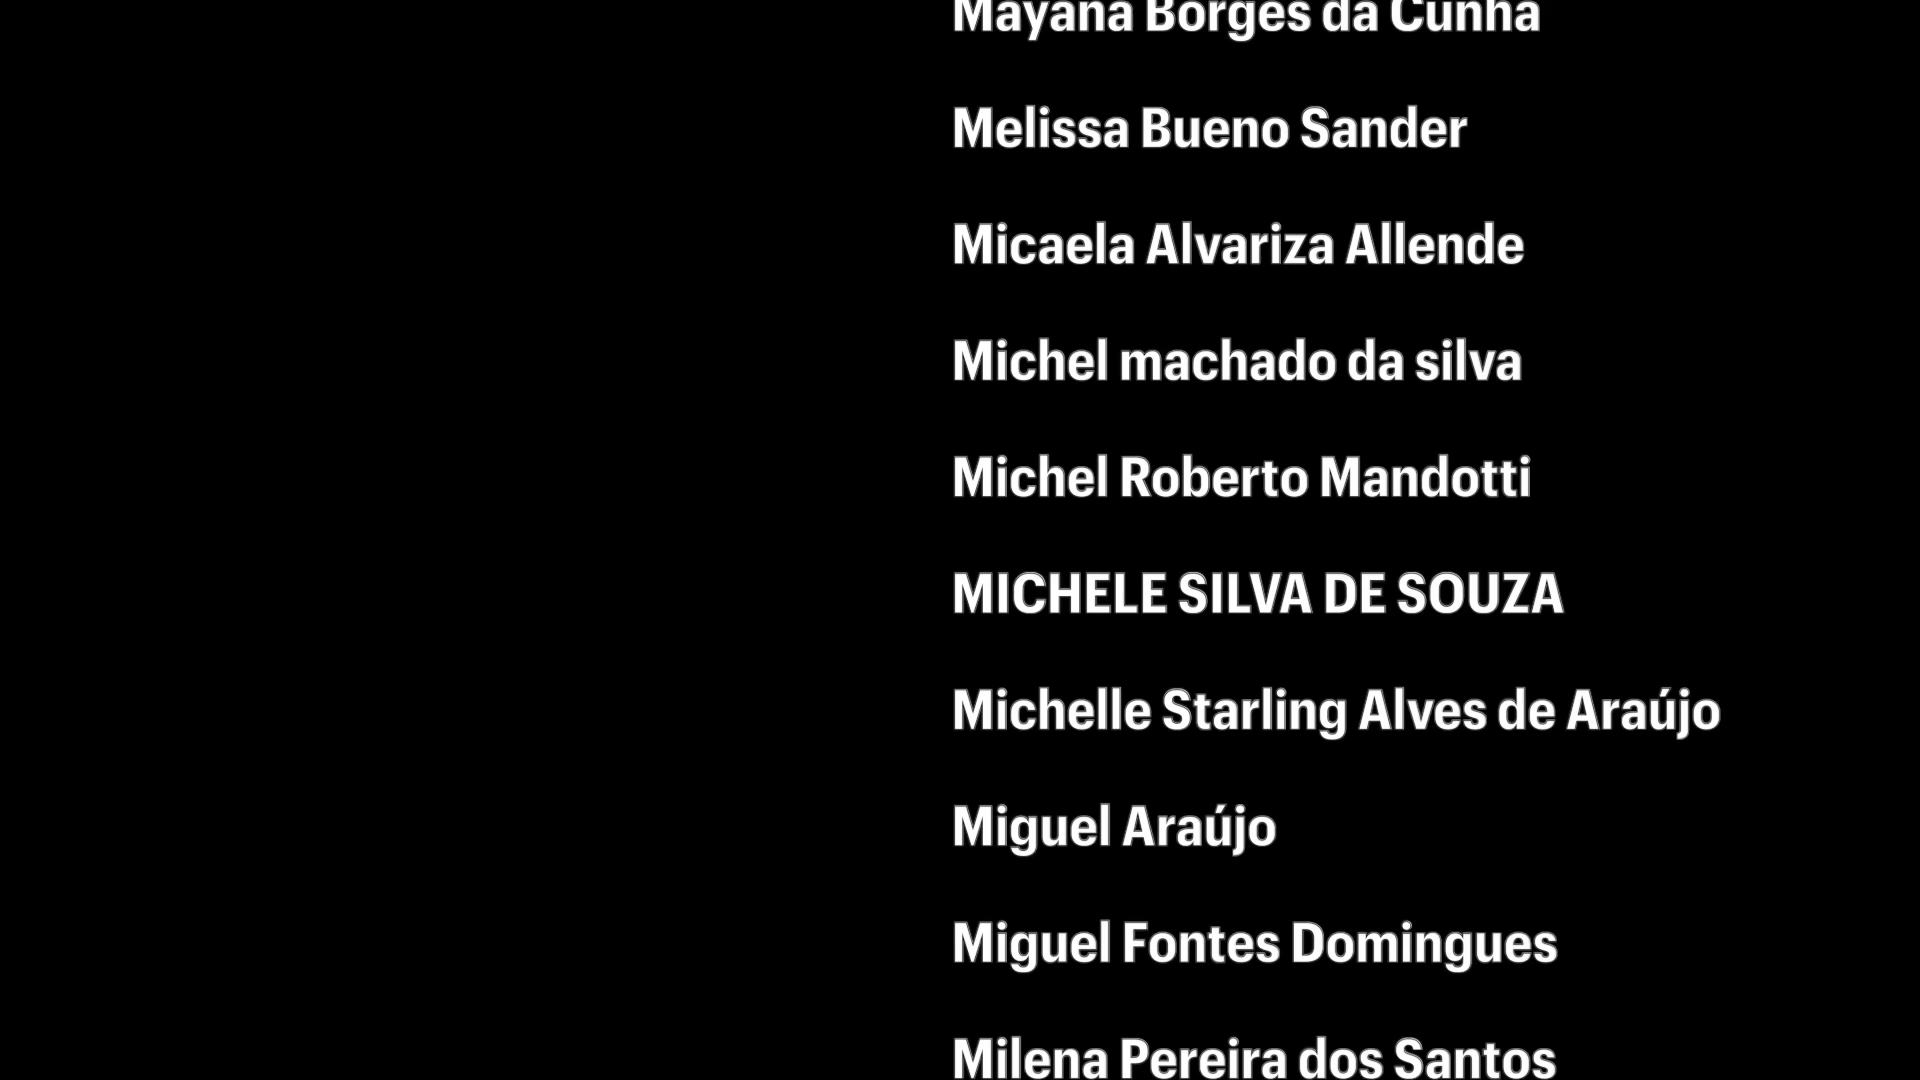 Mayana Borges da Cunha
Melissa Bueno Sander
Micaela Alvariza Allende
Michel machado da silva
Michel Roberto Mandotti
MICHELE SILVA DE SOUZA
Michelle Starling Alves de Araújo
Miguel Araújo
Miguel Fontes Domingues
Milena Pereira dos Santos